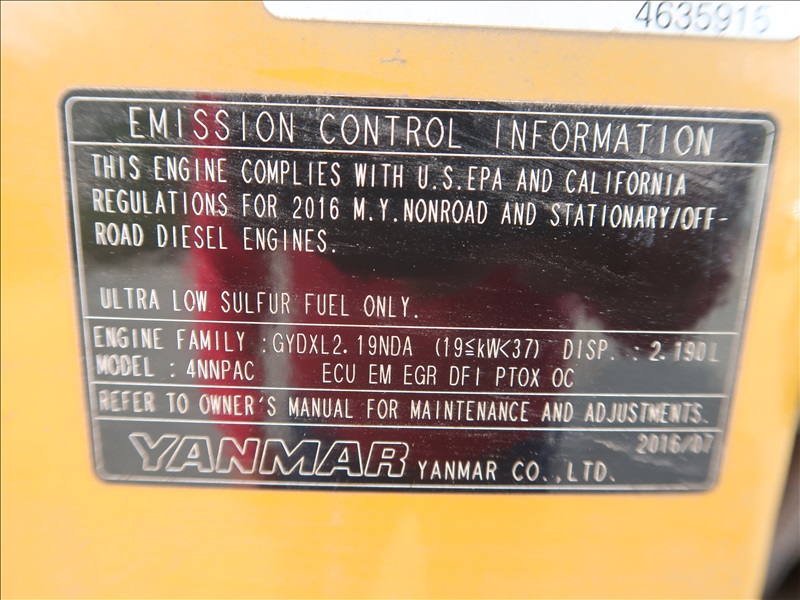 4635915
EMISSION CONTROL INFORMATION
THIS ENGINE COMPLIES WITH U.S.EPA AND CALIFORNIA
REGULATIONS FOR 2016 M.Y.NONROAD AND STATIONARY/OFF-
ROAD DIESEL ENGINES.
ULTRA LOW SULFUR FUEL ONLY.
ENGINE FAMILY : GYDXL2.19NDA (19≦kW<37) DISP. : 2.190L
MODEL : 4NNPAC ECU EM EGR DFI PTOX OC
REFER TO OWNER'S MANUAL FOR MAINTENANCE AND ADJUSTMENTS.
2016/07
YANMAR YANMAR CO.,LTD.